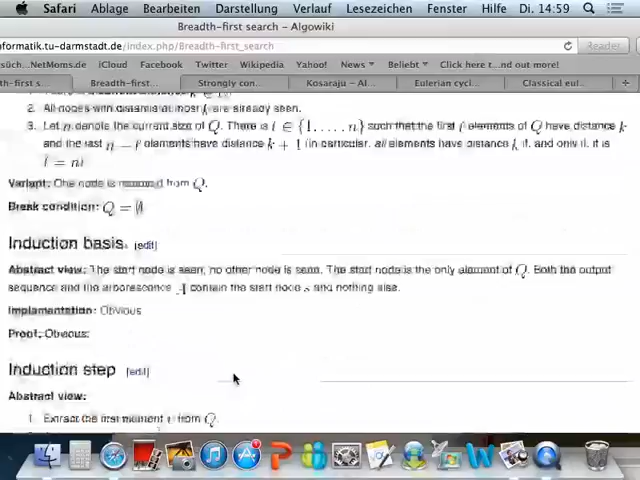 Safari Ablage Bearbeiten Darstellung Verlauf Lesezeichen Fenster Hilfe Di. 14:59
Breadth-first search – Algowiki
nformatik.tu-darmstadt.de/index.php/Breadth-first_search Reader
NetMoms.de iCloud Facebook Twitter Wikipedia Yahoo! News Beliebt Click here t...nd out more!
Breadth-first... Strongly con... Kosaraju – Al... Eulerian cycl... Classical eul...
2. All nodes with distance at most k are already seen.
3. Let n denote the current size of Q. There is ℓ ∈ {1, . . . , n} such that the first ℓ elements of Q have distance k
and the last n − ℓ elements have distance k + 1 (in particular, all elements have distance k if, and only if, it is
ℓ = n)
Variant: One node is removed from Q.
Break condition: Q = ∅
Induction basis [edit]
Abstract view: The start node is seen, no other node is seen. The start node is the only element of Q. Both the output
sequence and the arborescence A contain the start node s and nothing else.
Implementation: Obvious
Proof: Obvious.
Induction step [edit]
Abstract view:
1. Extract the first element v from Q.